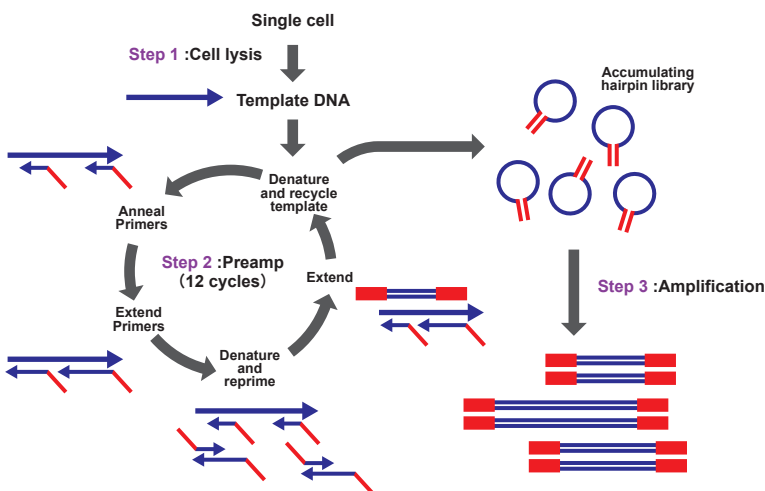 Single cell
Step 1 :Cell lysis
Template DNA
Accumulating
hairpin library
Denature
and recycle
template
Anneal
Primers
Step 2 :Preamp
(12 cycles)
Extend
Extend
Primers
Denature
and
reprime
Step 3 :Amplification